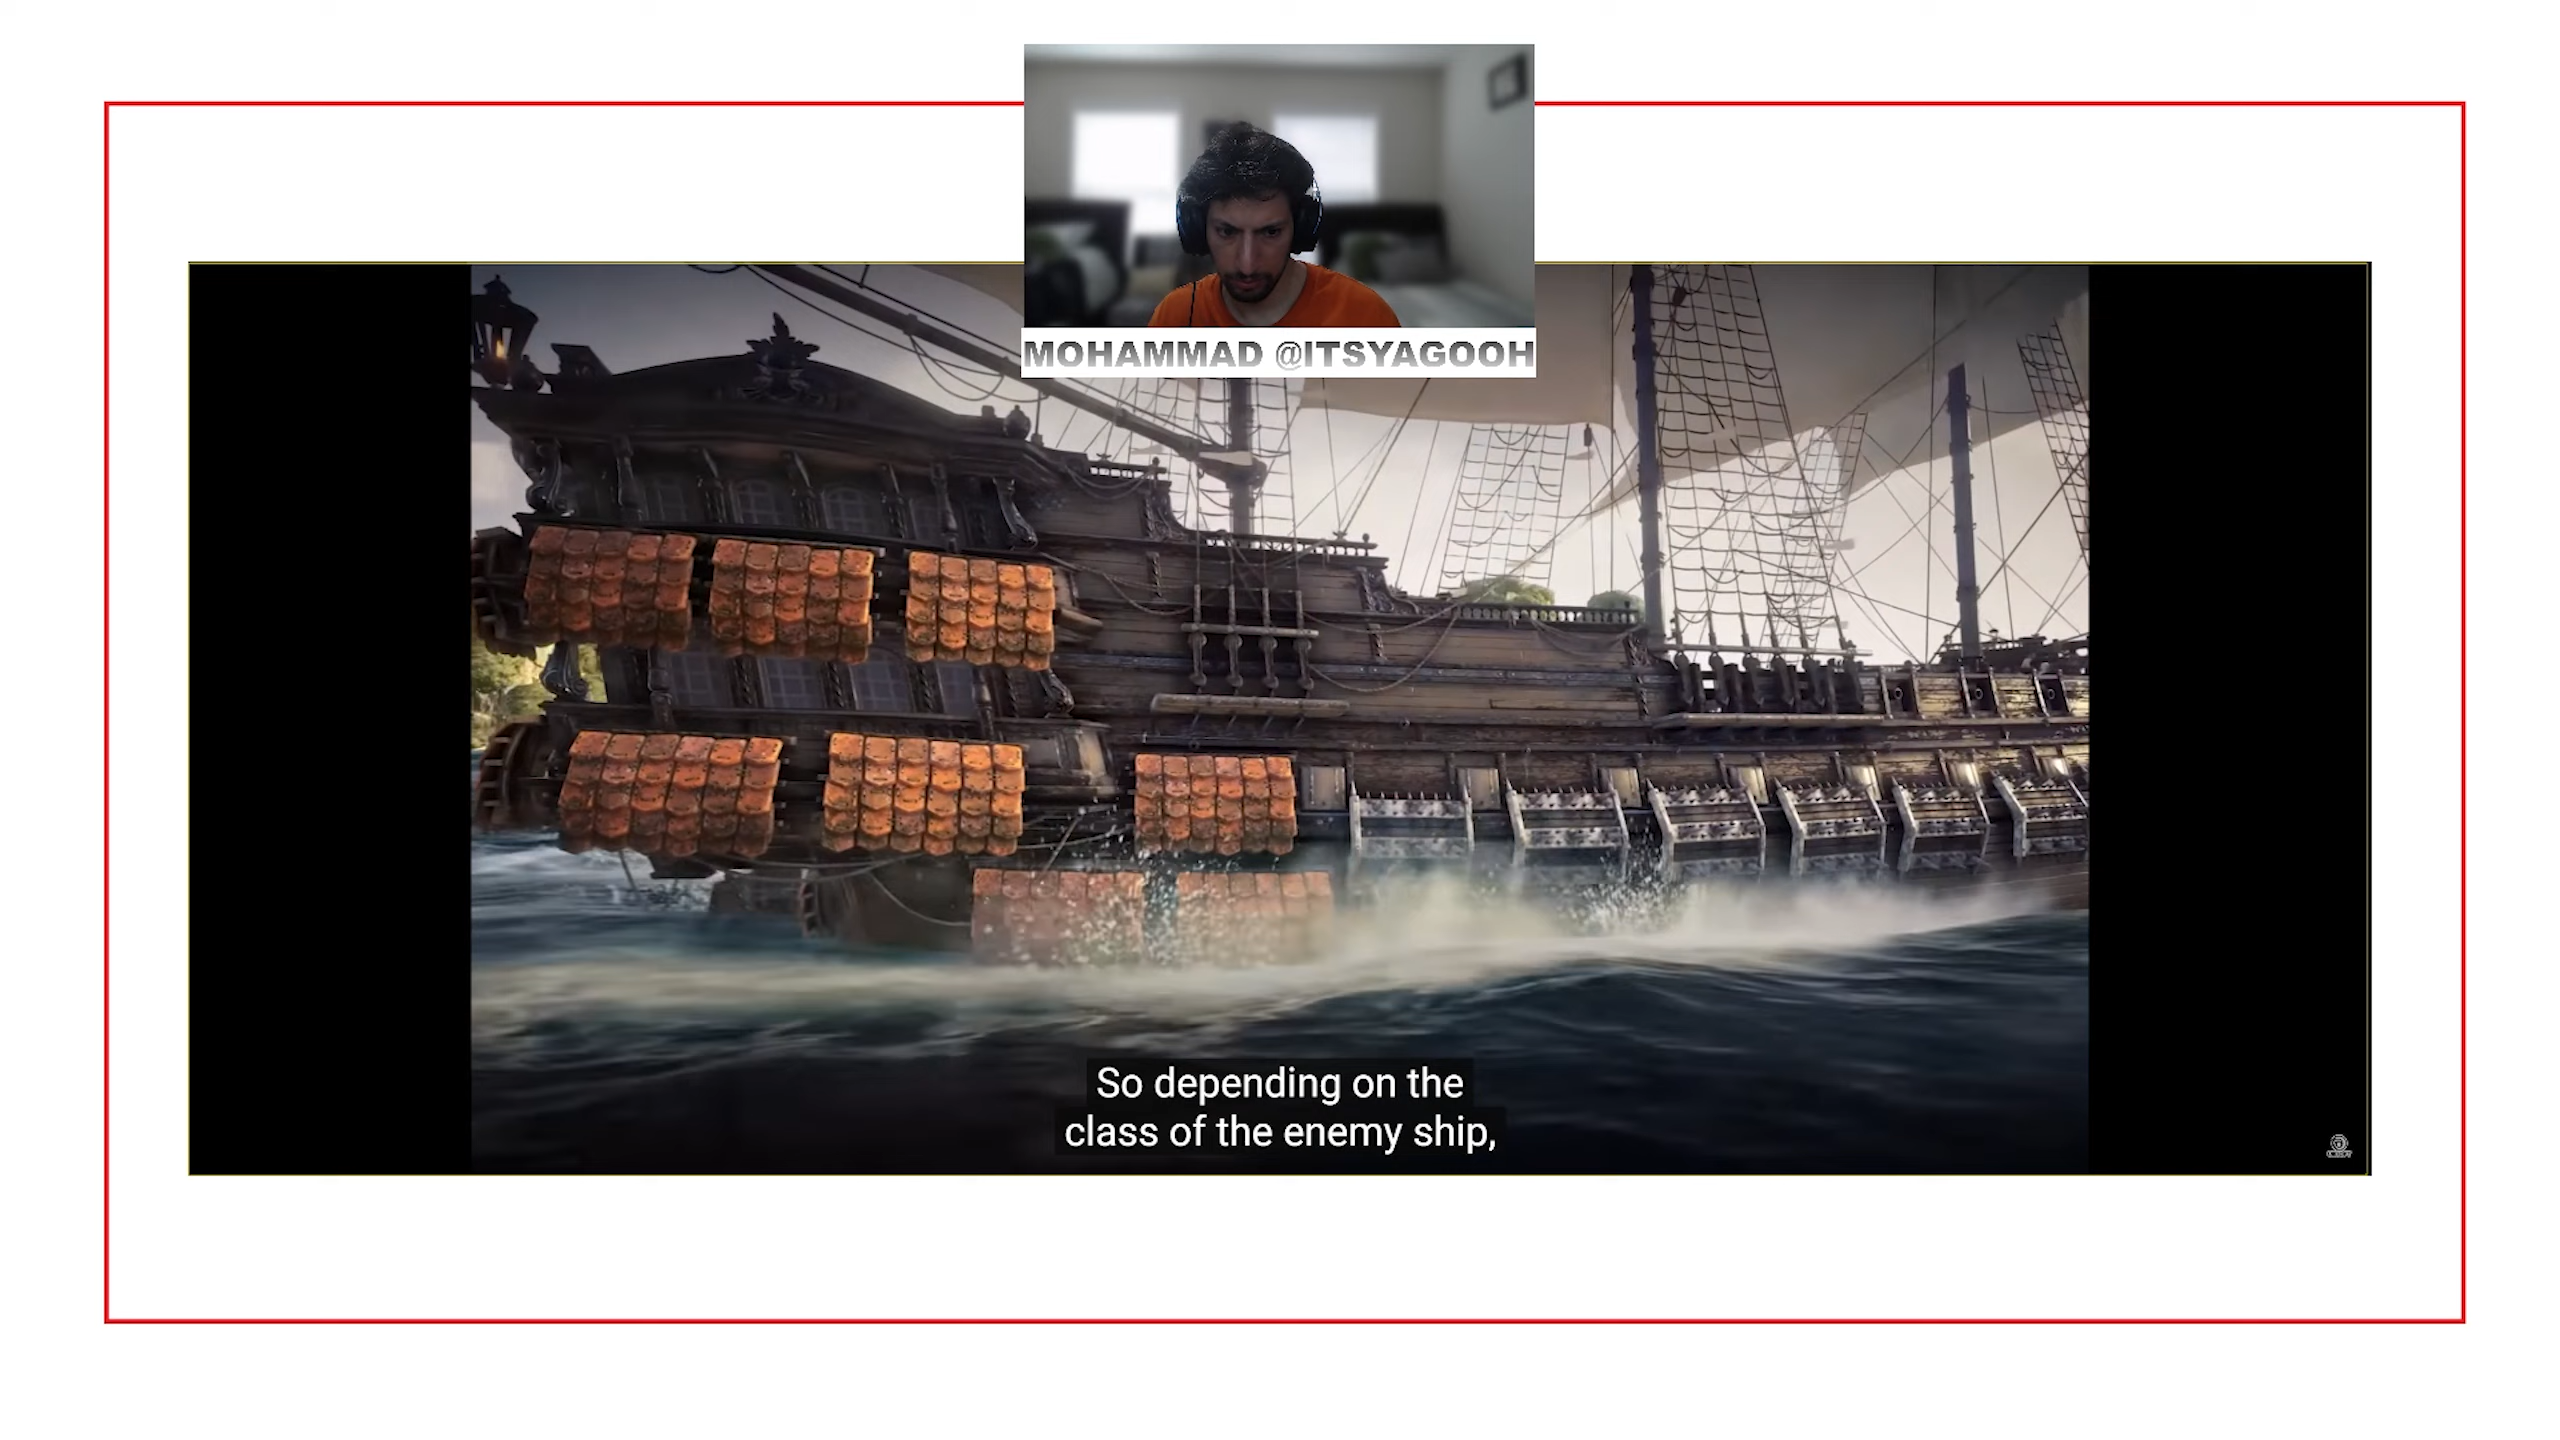 MOHAMMAD @ITSYAGOOH
So depending on the
class of the enemy ship,